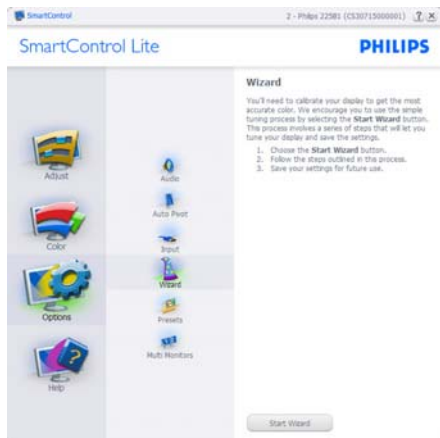 SmartControl
2 - Philips 225B1 (CS30715000001)
SmartControl Lite
PHILIPS
Adjust
Color
Options
Help
Audio
Auto Pivot
Input
Wizard
Presets
Multi Monitors
Wizard
You'll need to calibrate your display to get the most
accurate color. We encourage you to use the simple
tuning process by selecting the Start Wizard button.
This process involves a series of steps that will let you
tune your display and save the settings.
1. Choose the Start Wizard button.
2. Follow the steps outlined in this process.
3. Save your settings for future use.
Start Wizard